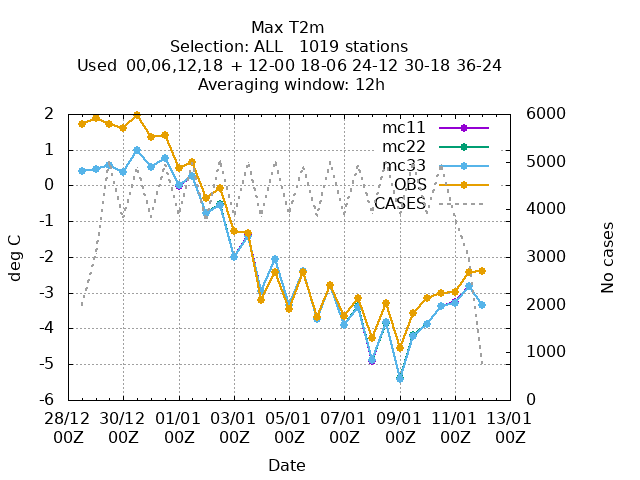 Max T2m
Selection: ALL   1019 stations
Used  00,06,12,18 + 12-00 18-06 24-12 30-18 36-24
Averaging window: 12h
mc11
mc22
mc33
OBS
CASES
2
1
0
-1
-2
-3
-4
-5
-6
deg C
6000
5000
4000
3000
2000
1000
0
No cases
28/12 30/12 01/01 03/01 05/01 07/01 09/01 11/01 13/01
00Z 00Z 00Z 00Z 00Z 00Z 00Z 00Z 00Z
Date